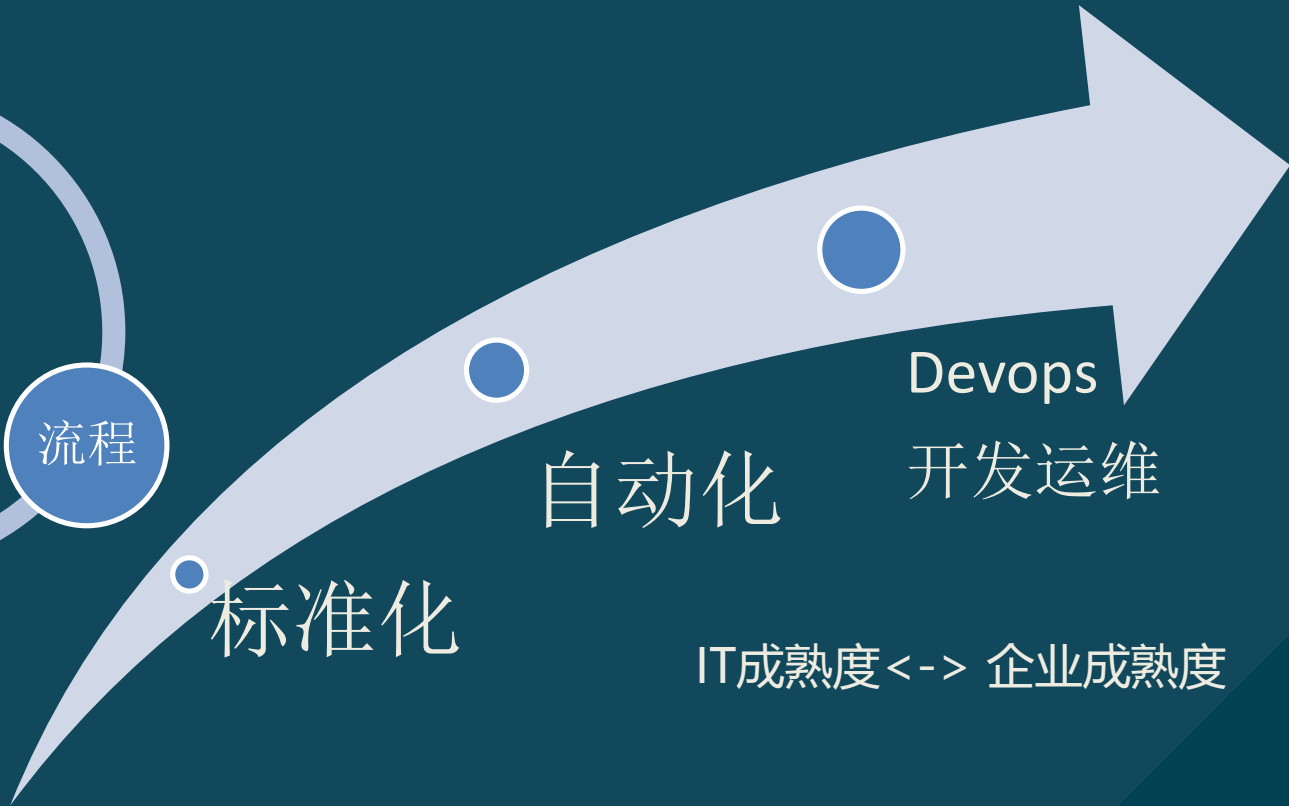 流程
标准化
自动化
Devops
开发运维
IT成熟度<-> 企业成熟度